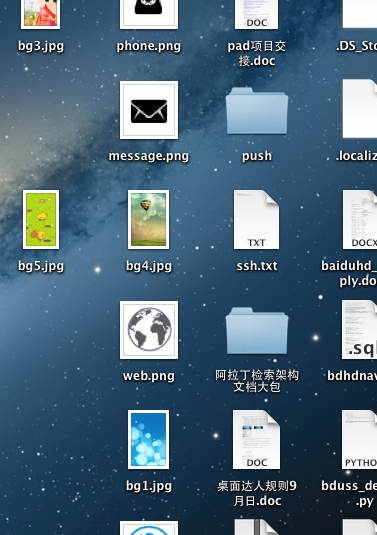 DOC
bg3.jpg
phone.png
pad项目交
接.doc
.DS_Sto
message.png
push
.localiz
TXT
DOCX
bg5.jpg
bg4.jpg
ssh.txt
baiduhd_
ply.do
.sql
web.png
阿拉丁检索架构
文档大包
bdhdnav
DOC
PYTHO
bg1.jpg
桌面达人规则9
月日.doc
bduss_de
.py